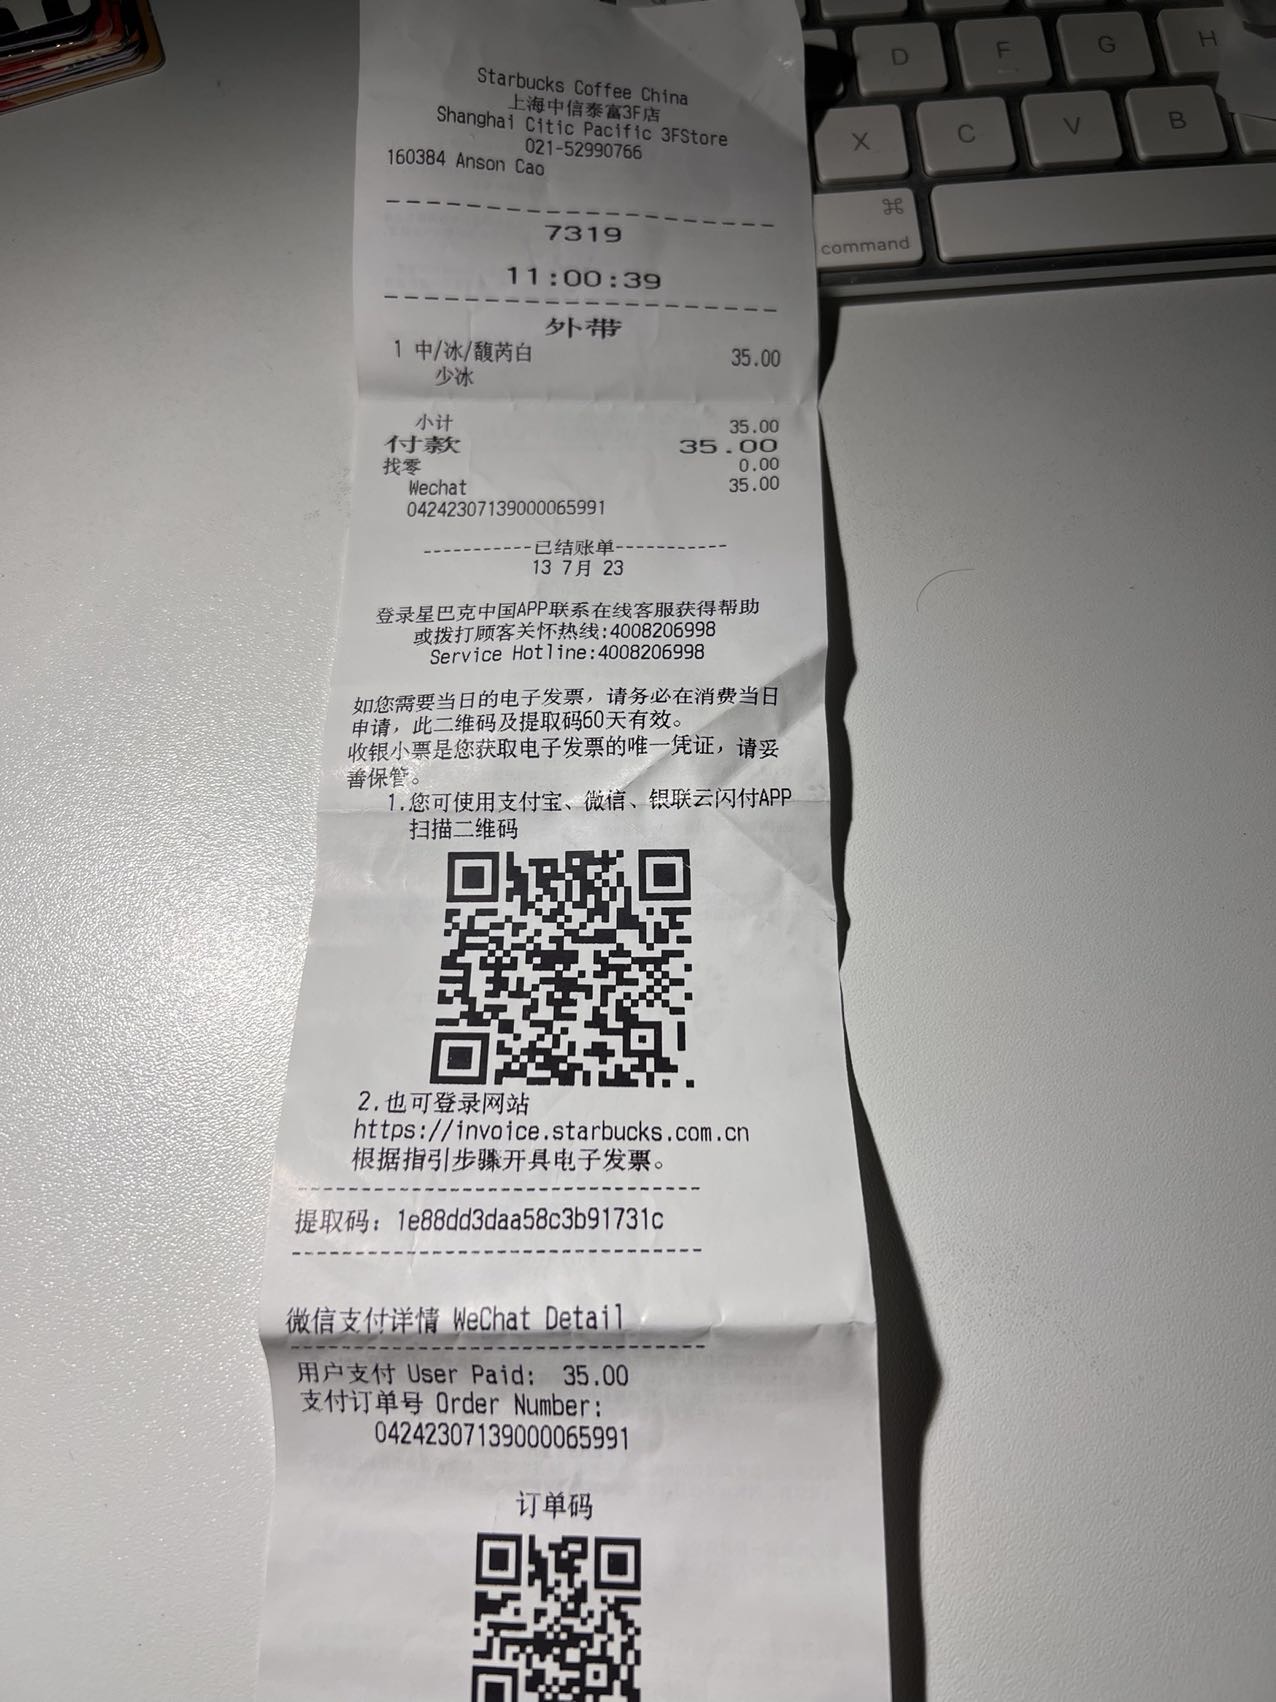 Starbucks Coffee China
上海中信泰富3F店
Shanghai Citic Pacific 3FStore
021-52990766
160384 Anson Cao
7319
11:00:39
外带
1 中/冰/馥芮白 35.00
少冰
小计 35.00
付款 35.00
找零 0.00
Wechat 35.00
04242307139000065991
-----------已结账单-----------
13 7月 23
登录星巴克中国APP联系在线客服获得帮助
或拨打顾客关怀热线:4008206998
Service Hotline:4008206998
如您需要当日的电子发票，请务必在消费当日
申请，此二维码及提取码60天有效。
收银小票是您获取电子发票的唯一凭证，请妥
善保管。
1.您可使用支付宝、微信、银联云闪付APP
扫描二维码
2.也可登录网站
https://invoice.starbucks.com.cn
根据指引步骤开具电子发票。
提取码：1e88dd3daa58c3b91731c
微信支付详情 WeChat Detail
用户支付 User Paid: 35.00
支付订单号 Order Number:
04242307139000065991
订单码
D F G H
X C V B
⌘
command